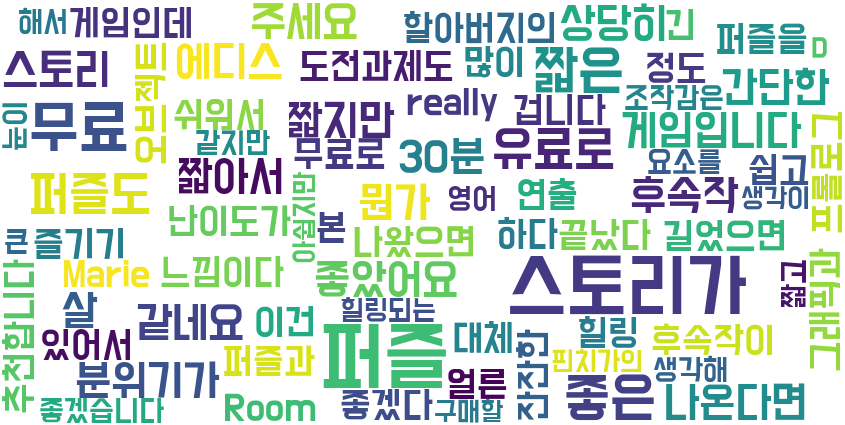 해서
게임인데
주세요
할아버지의
상당히
긴
퍼즐을
ㅁ
스토리
오브젝트
에디스
도전과제도
많이
짧은
정도
간단한
눈이
무료
쉬워서
같지만
짧지만
really
겁니다
조작감은
게임입니다
프롤로그
무료로
30분
유료로
요소를
쉽고
퍼즐도
짧아서
아쉽지만
뭔가
영어
연출
후속작
생각이
난이도가
본
나왔으면
하다
끝났다
길었으면
큰
즐기기
추천합니다
Marie
느낌이다
좋았어요
스토리가
짧고
그래픽과
살
같네요
이건
힐링되는
퍼즐
대체
잔잔한
힐링
후속작이
있어서
분위기가
퍼즐과
핀치가의
생각해
얼른
좋은
나온다면
좋겠습니다
Room
좋겠다
구매할